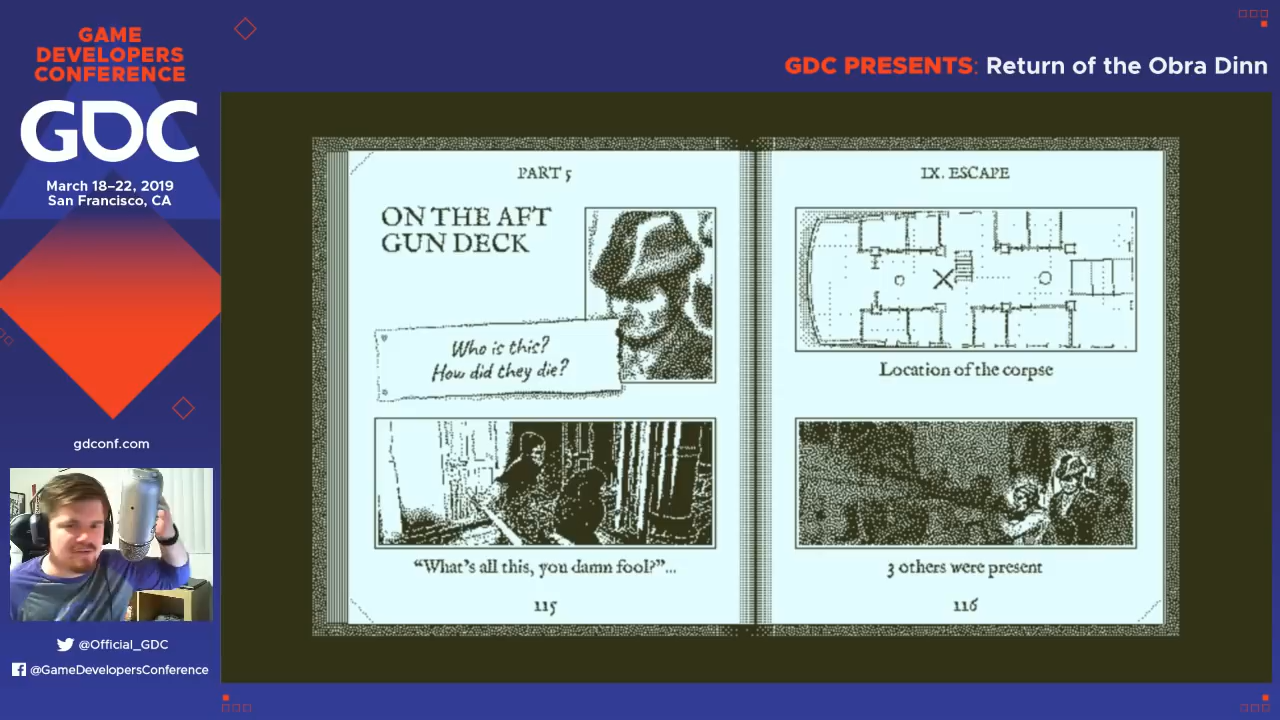 GAME
DEVELOPERS
CONFERENCE
GDC
March 18–22, 2019
San Francisco, CA
gdconf.com
@Official_GDC
@GameDevelopersConference
GDC PRESENTS: Return of the Obra Dinn
PART 5
ON THE AFT
GUN DECK
Who is this?
How did they die?
“What’s all this, you damn fool?”...
115
IX. ESCAPE
Location of the corpse
3 others were present
116